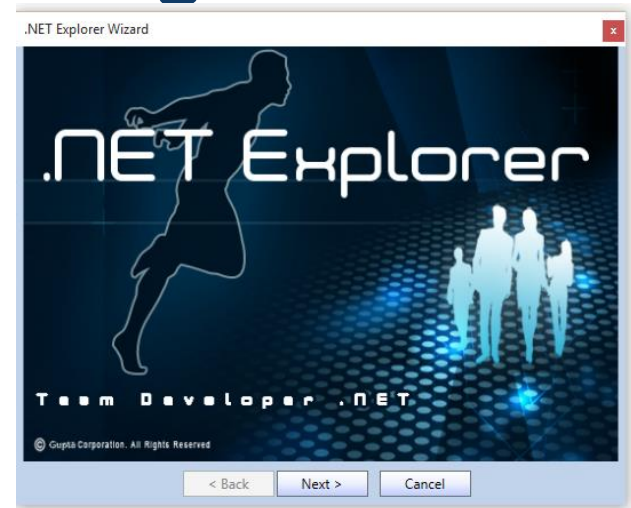 .NET Explorer Wizard
x
.NET Explorer
Team Developer .NET
© Gupta Corporation. All Rights Reserved
< Back Next > Cancel